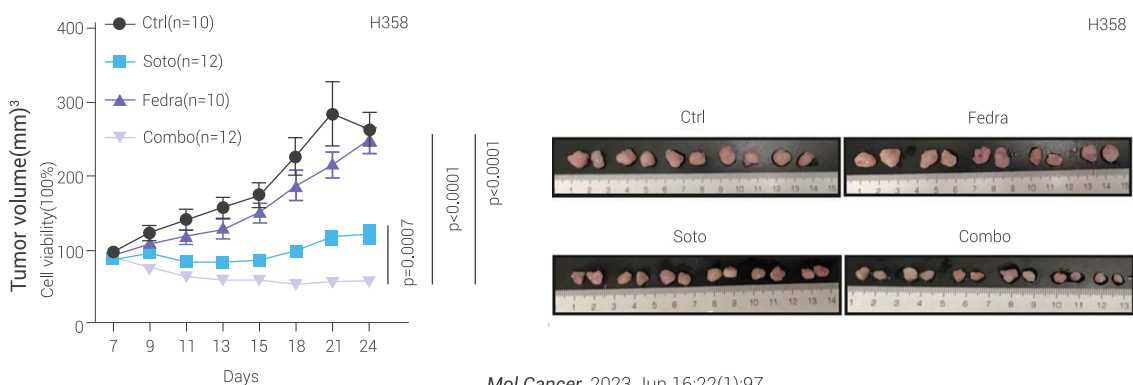 400
300
200
100
0
Tumor volume(mm)³
Cell viability(100%)
Ctrl(n=10)
Soto(n=12)
Fedra(n=10)
Combo(n=12)
H358
p=0.0007
p<0.0001
p<0.0001
7 9 11 13 15 18 21 24
Days
H358
Ctrl
Fedra
Soto
Combo
Mol Cancer. 2023 Jun 16;22(1):97